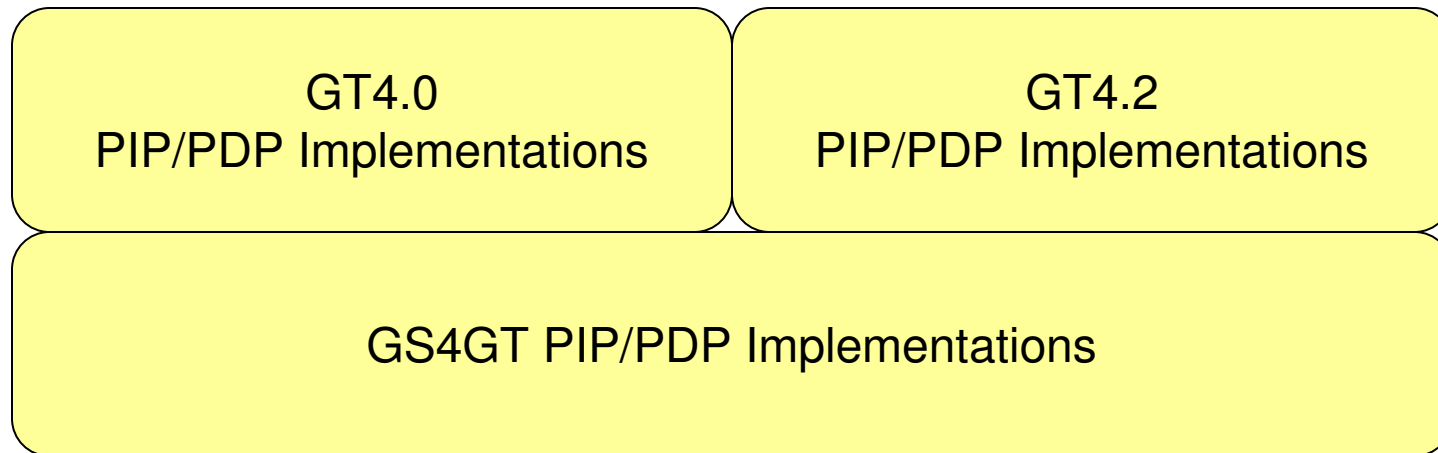 GT4.0
PIP/PDP Implementations
GT4.2
PIP/PDP Implementations
GS4GT PIP/PDP Implementations